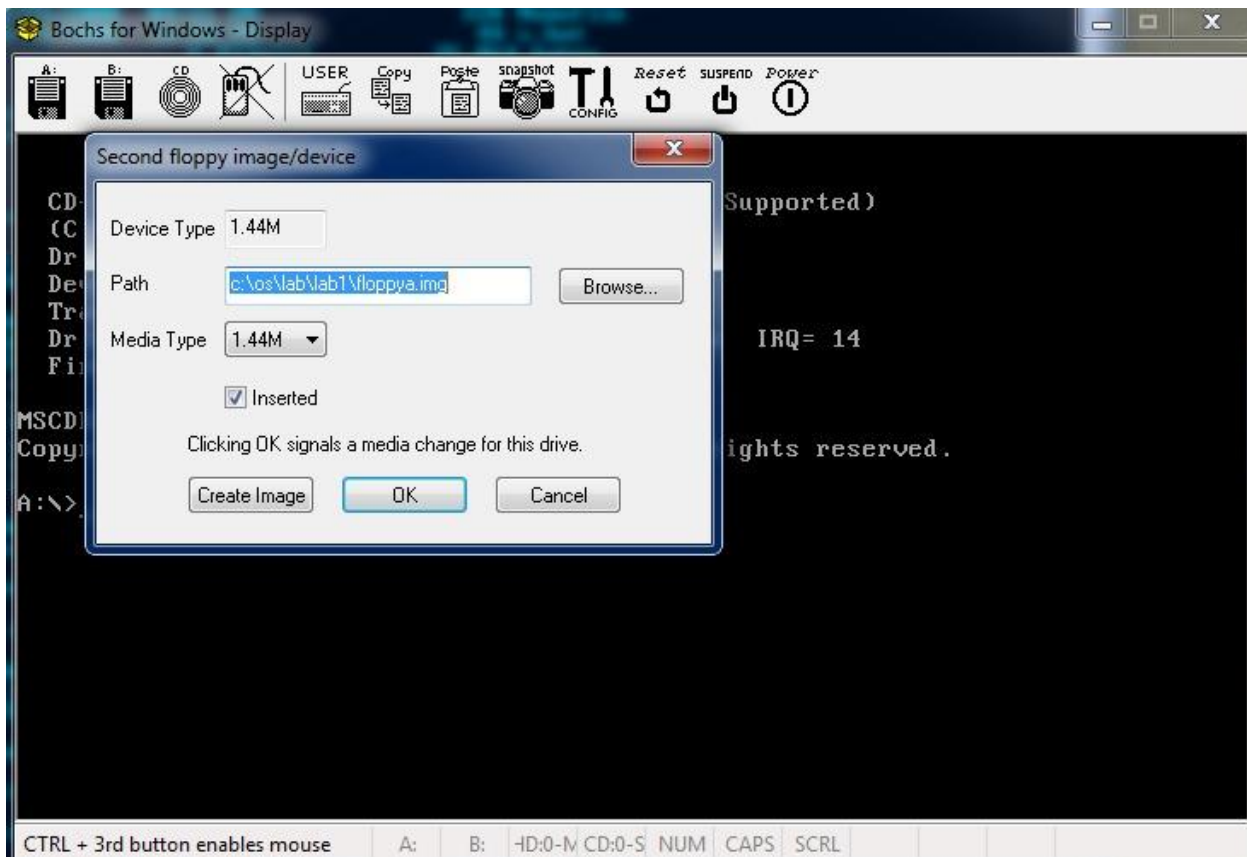 Bochs for Windows - Display
A: B: CD USER Copy Paste snapshot CONFIG Reset SUSPEND Power
Second floppy image/device
Device Type 1.44M
Path c:\os\lab\lab1\floppya.img Browse...
Media Type 1.44M
Inserted
Clicking OK signals a media change for this drive.
Create Image OK Cancel
CD- Supported)
(C
Dr
De
Tr
Dr IRQ= 14
Fi
MSCD
Copy ights reserved.
A:\>
CTRL + 3rd button enables mouse A: B: HD:0-M CD:0-S NUM CAPS SCRL